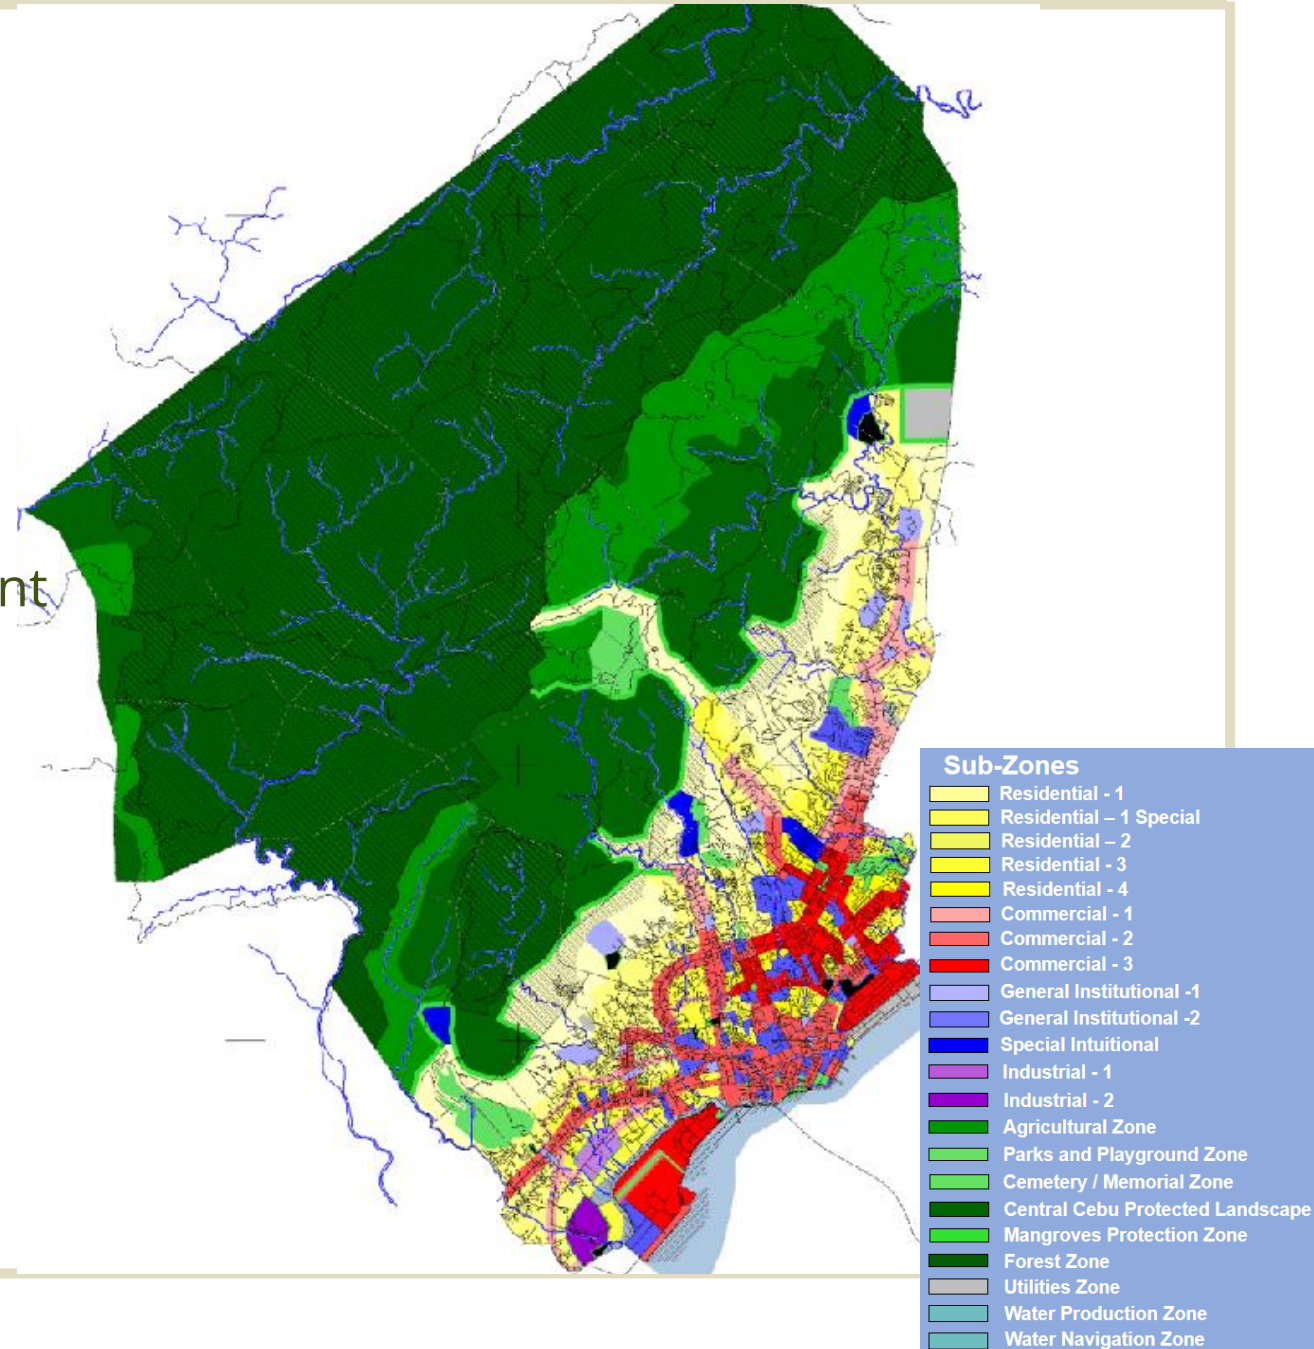 nt
Sub-Zones
Residential - 1
Residential – 1 Special
Residential – 2
Residential - 3
Residential - 4
Commercial - 1
Commercial - 2
Commercial - 3
General Institutional -1
General Institutional -2
Special Intuitional
Industrial - 1
Industrial - 2
Agricultural Zone
Parks and Playground Zone
Cemetery / Memorial Zone
Central Cebu Protected Landscape
Mangroves Protection Zone
Forest Zone
Utilities Zone
Water Production Zone
Water Navigation Zone